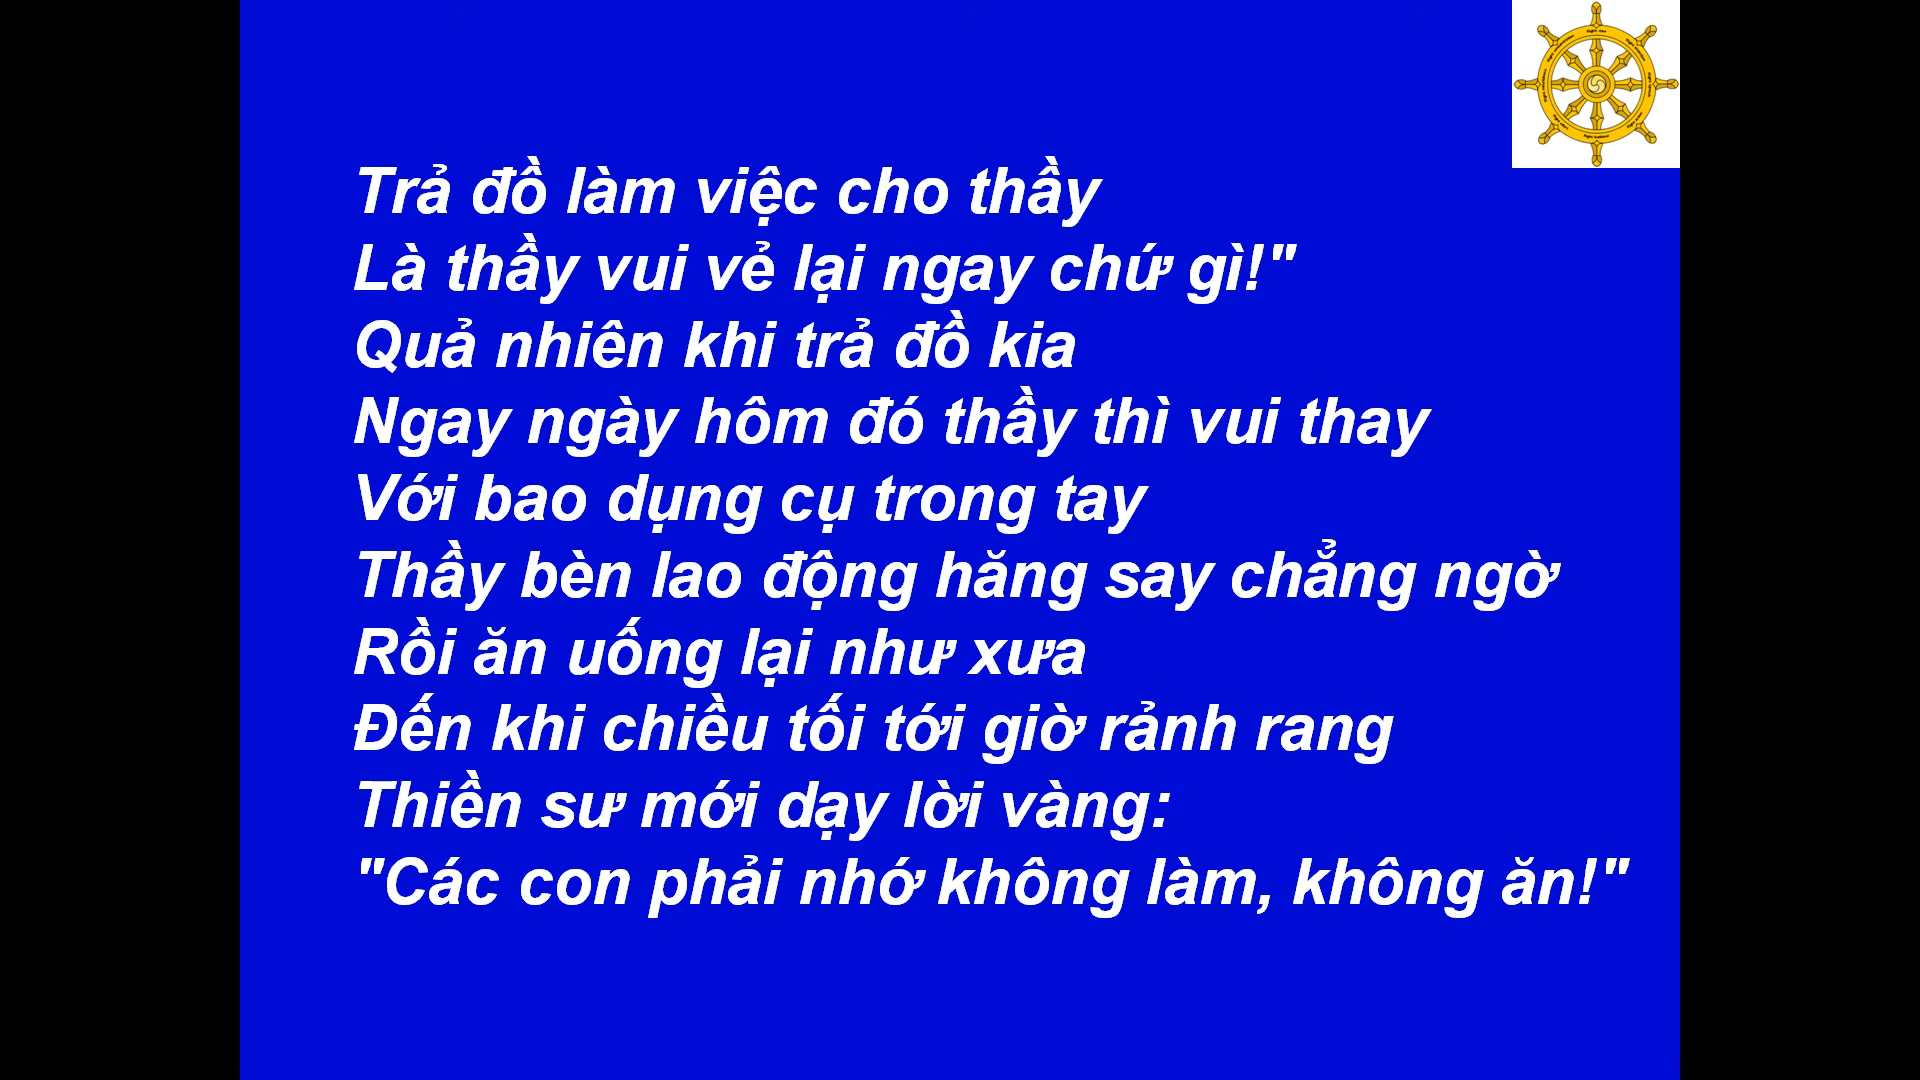 Trả đồ làm việc cho thầy
Là thầy vui vẻ lại ngay chứ gì!"
Quả nhiên khi trả đồ kia
Ngay ngày hôm đó thầy thì vui thay
Với bao dụng cụ trong tay
Thầy bèn lao động hăng say chẳng ngờ
Rồi ăn uống lại như xưa
Đến khi chiều tối tới giờ rảnh rang
Thiền sư mới dạy lời vàng:
"Các con phải nhớ không làm, không ăn!"